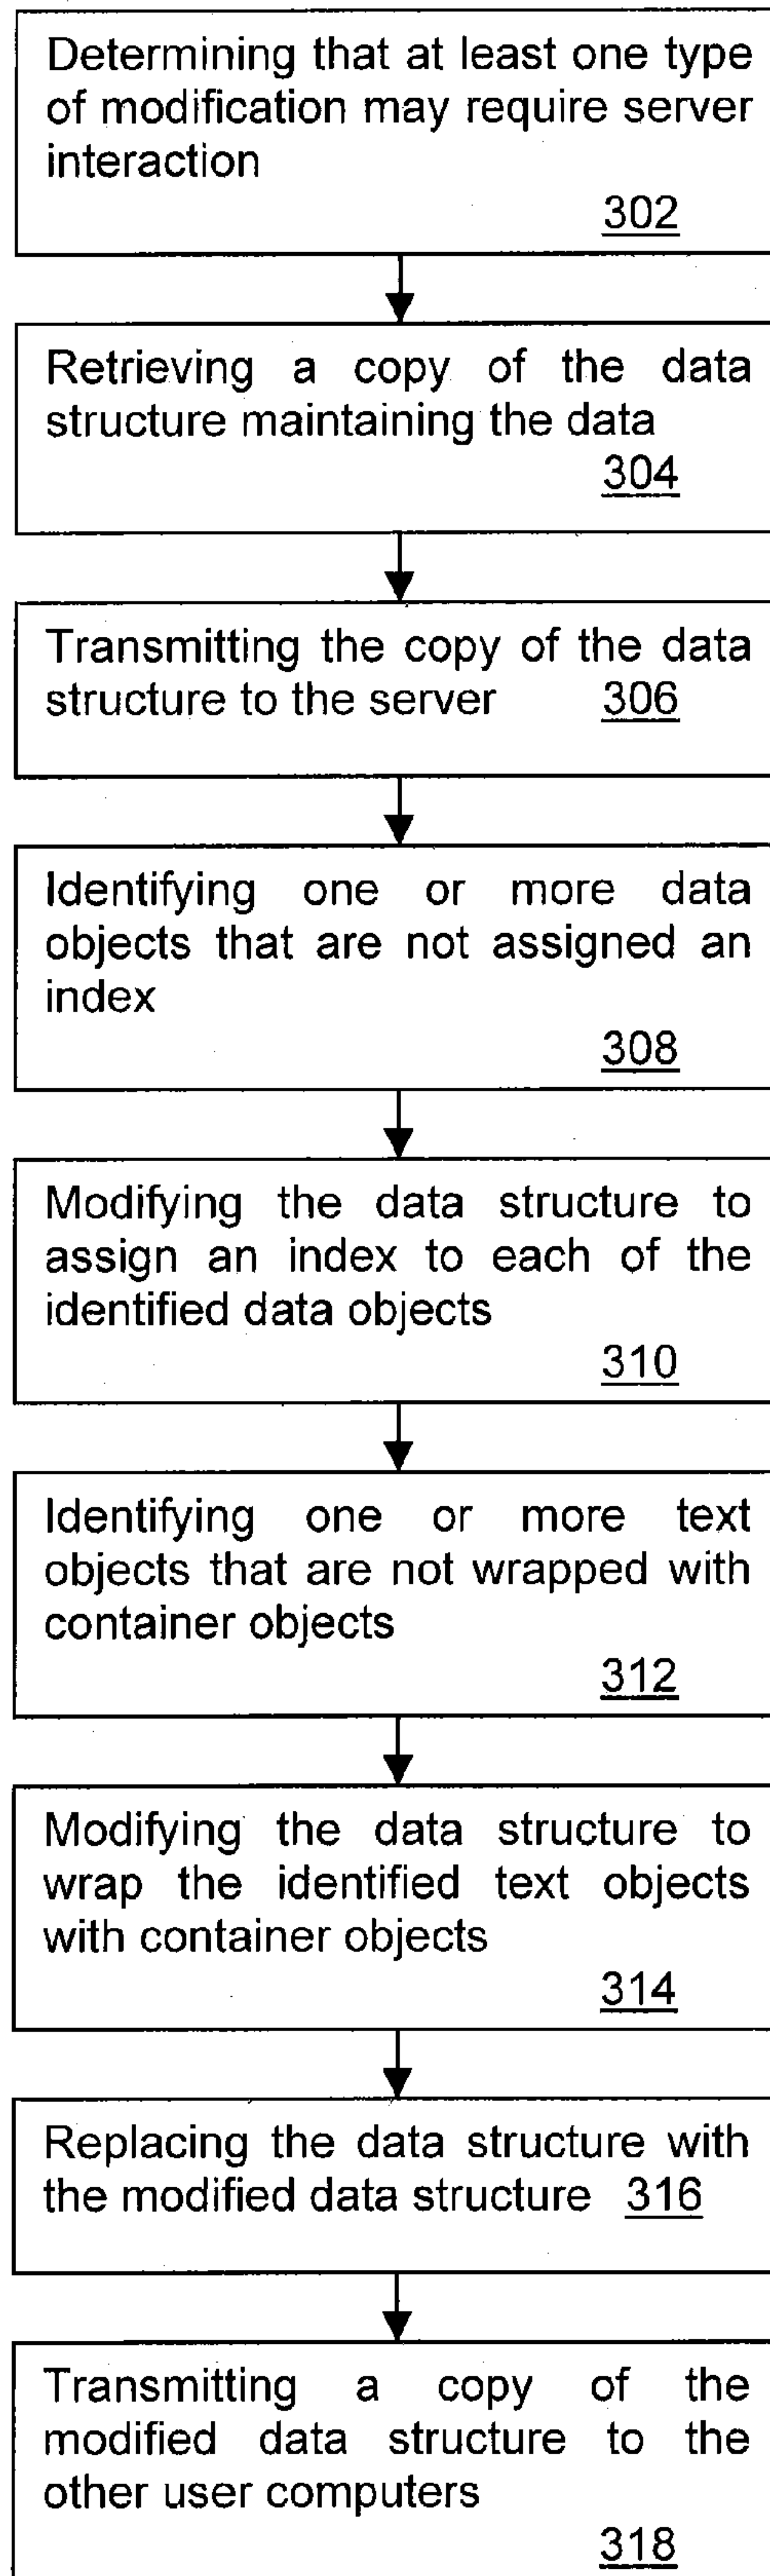 Determining that at least one type
of modification may require server
interaction
302
Retrieving a copy of the data
structure maintaining the data
304
Transmitting the copy of the data
structure to the server 306
Identifying one or more data
objects that are not assigned an
index
308
Modifying the data structure to
assign an index to each of the
identified data objects
310
Identifying one or more text
objects that are not wrapped with
container objects
312
Modifying the data structure to
wrap the identified text objects
with container objects
314
Replacing the data structure with
the modified data structure 316
Transmitting a copy of the
modified data structure to the
other user computers
318